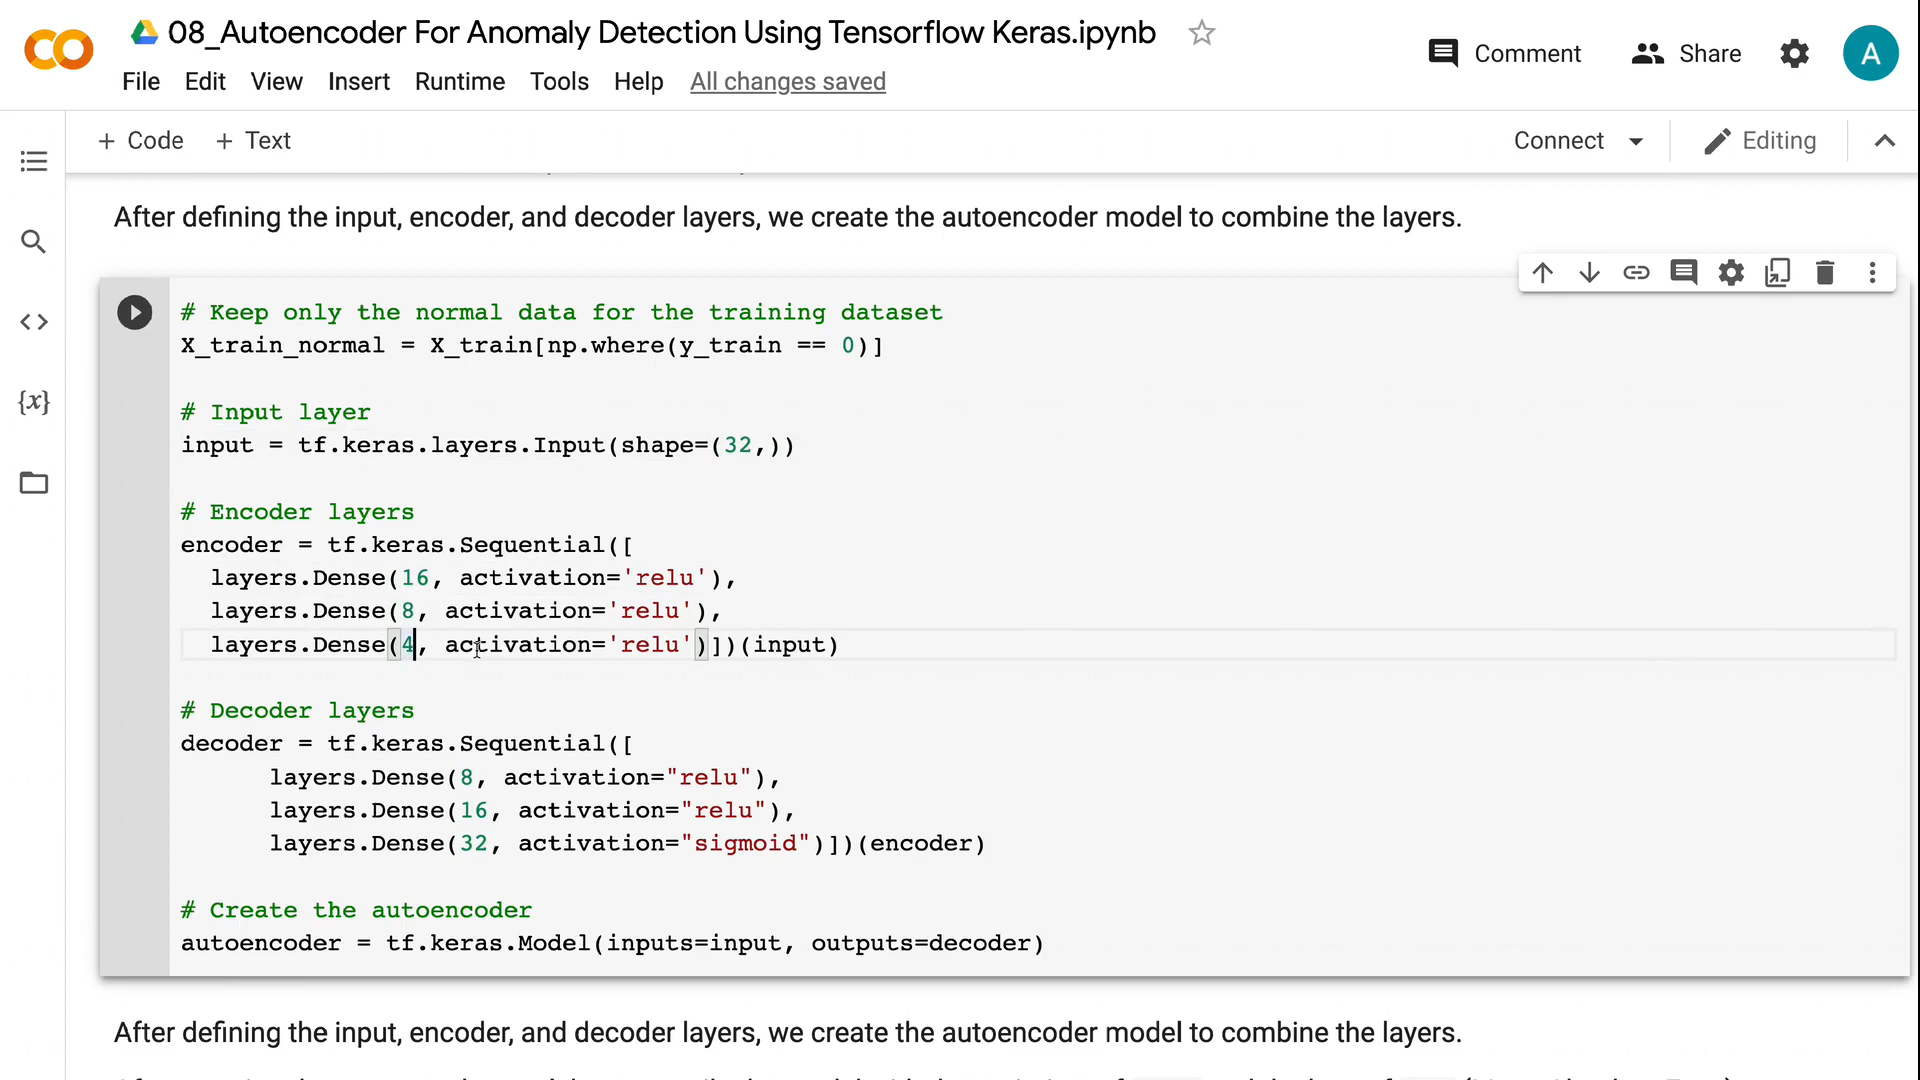 08_Autoencoder For Anomaly Detection Using Tensorflow Keras.ipynb
File Edit View Insert Runtime Tools Help All changes saved
Comment Share A
+ Code + Text Connect Editing
After defining the input, encoder, and decoder layers, we create the autoencoder model to combine the layers.
# Keep only the normal data for the training dataset
X_train_normal = X_train[np.where(y_train == 0)]
# Input layer
input = tf.keras.layers.Input(shape=(32,))
# Encoder layers
encoder = tf.keras.Sequential([
layers.Dense(16, activation='relu'),
layers.Dense(8, activation='relu'),
layers.Dense(4, activation='relu')])(input)
# Decoder layers
decoder = tf.keras.Sequential([
layers.Dense(8, activation="relu"),
layers.Dense(16, activation="relu"),
layers.Dense(32, activation="sigmoid")])(encoder)
# Create the autoencoder
autoencoder = tf.keras.Model(inputs=input, outputs=decoder)
After defining the input, encoder, and decoder layers, we create the autoencoder model to combine the layers.